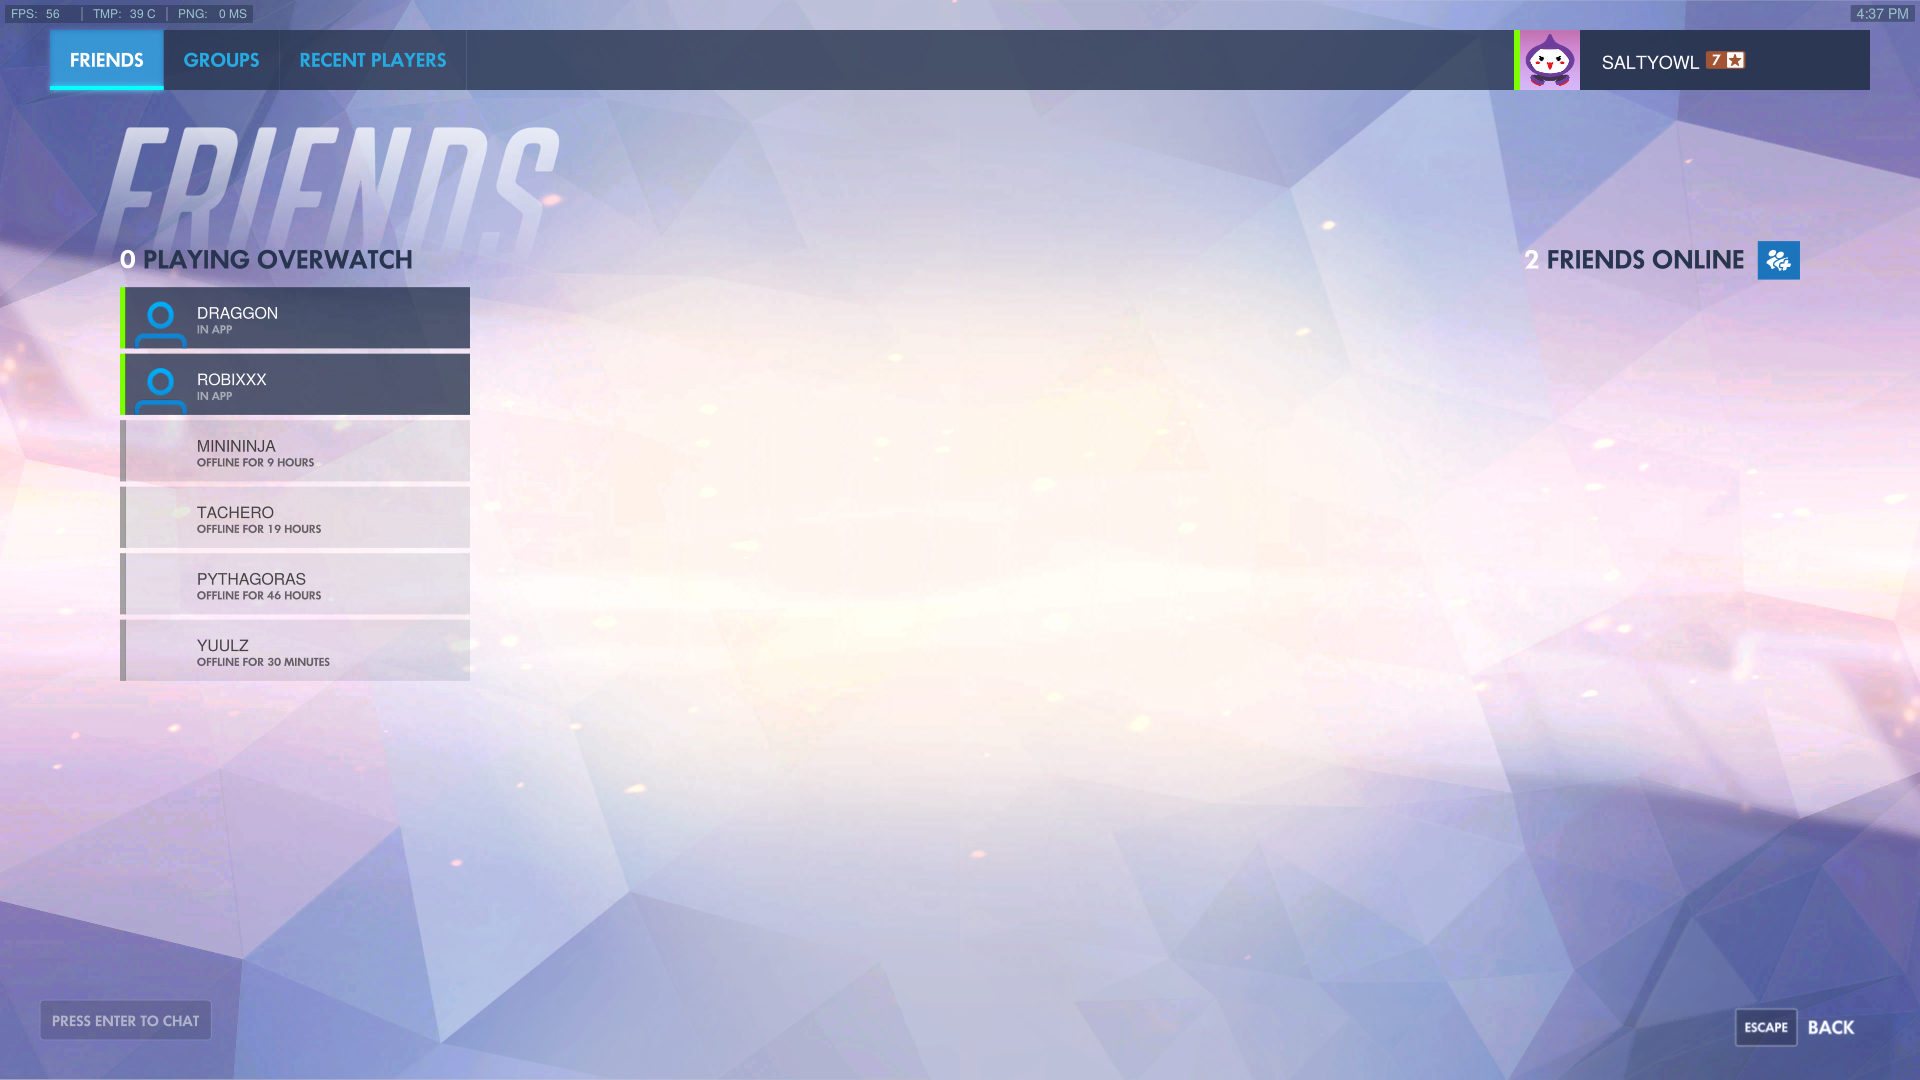 FPS: 56 | TMP: 39 C | PNG: 0 MS
4:37 PM
FRIENDS
GROUPS
RECENT PLAYERS
SALTYOWL 7
FRIENDS
0 PLAYING OVERWATCH
2 FRIENDS ONLINE
DRAGGON
IN APP
ROBIXXX
IN APP
MINININJA
OFFLINE FOR 9 HOURS
TACHERO
OFFLINE FOR 19 HOURS
PYTHAGORAS
OFFLINE FOR 46 HOURS
YUULZ
OFFLINE FOR 30 MINUTES
PRESS ENTER TO CHAT
ESCAPE BACK